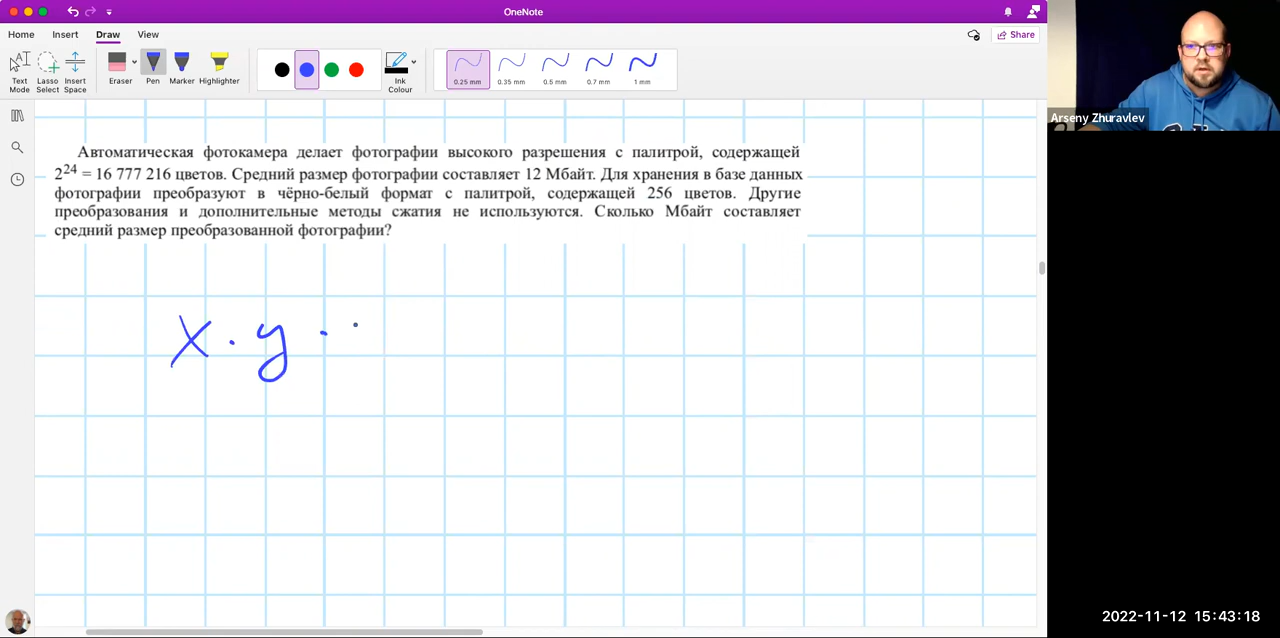 OneNote
Home Insert Draw View
Share
Text Mode
Lasso Select
Insert Space
Eraser
Pen
Marker
Highlighter
Ink Colour
0.25 mm
0.35 mm
0.5 mm
0.7 mm
1 mm
Arseny Zhuravlev
Автоматическая фотокамера делает фотографии высокого разрешения с палитрой, содержащей
2²⁴ = 16 777 216 цветов. Средний размер фотографии составляет 12 Мбайт. Для хранения в базе данных
фотографии преобразуют в чёрно-белый формат с палитрой, содержащей 256 цветов. Другие
преобразования и дополнительные методы сжатия не используются. Сколько Мбайт составляет
средний размер преобразованной фотографии?
x · y ·
2022-11-12 15:43:18